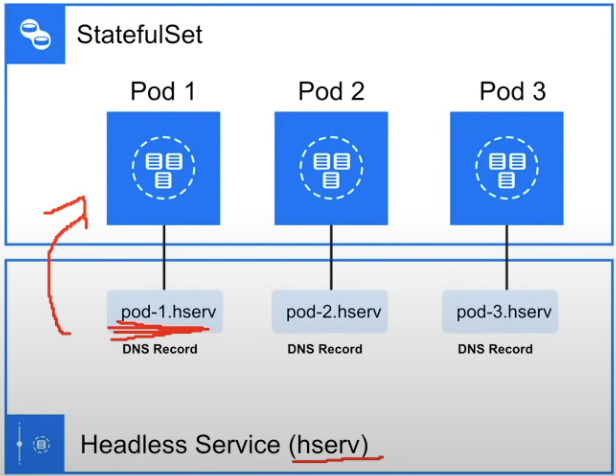 StatefulSet
Pod 1 Pod 2 Pod 3
pod-1.hserv pod-2.hserv pod-3.hserv
DNS Record DNS Record DNS Record
Headless Service (hserv)